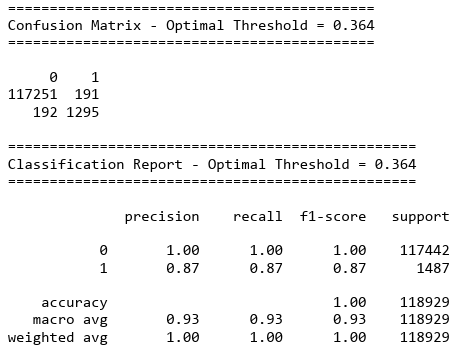 =======================================
Confusion Matrix - Optimal Threshold = 0.364
=======================================
0 1
117251 191
192 1295
============================================
Classification Report - Optimal Threshold = 0.364
============================================
precision recall f1-score support
0 1.00 1.00 1.00 117442
1 0.87 0.87 0.87 1487
accuracy 1.00 118929
macro avg 0.93 0.93 0.93 118929
weighted avg 1.00 1.00 1.00 118929